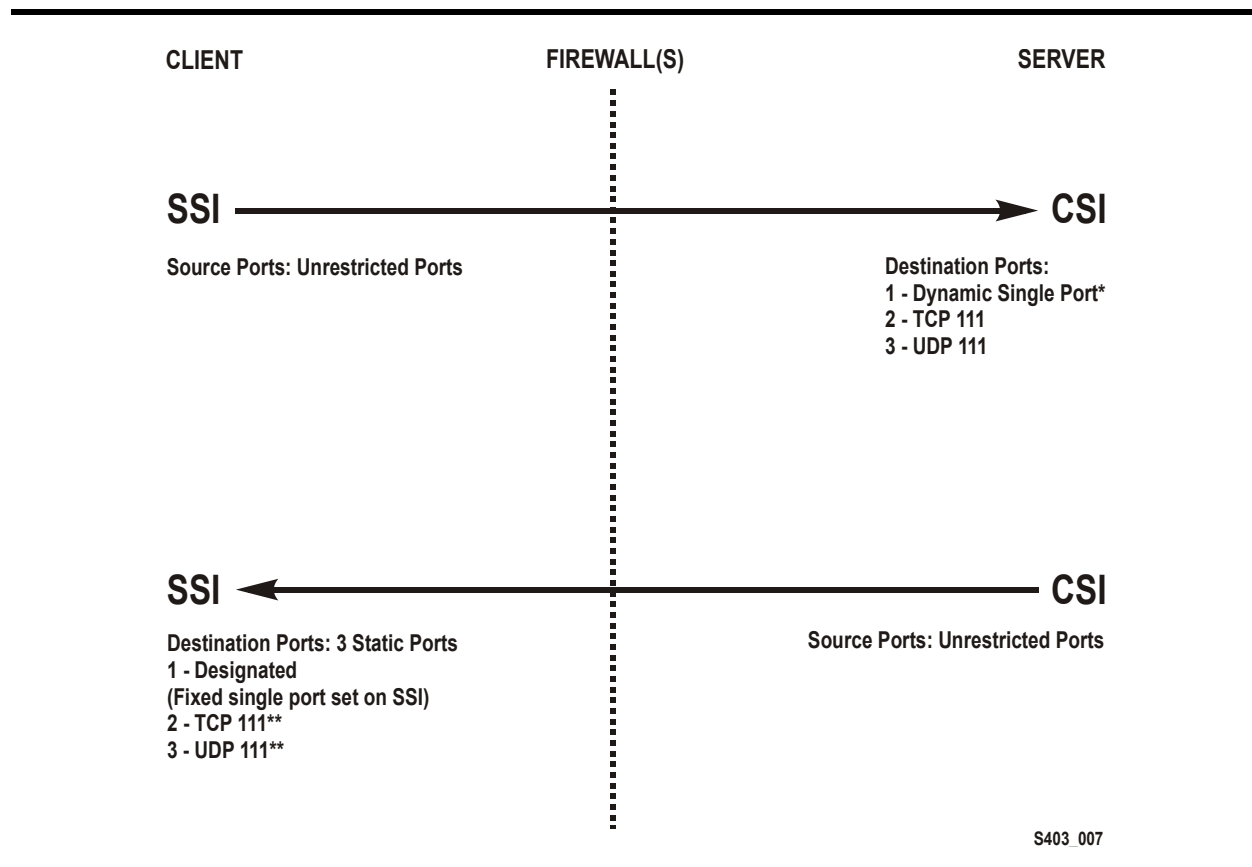 CLIENT
FIREWALL(S)
SERVER
SSI
CSI
Source Ports: Unrestricted Ports
Destination Ports:
1 - Dynamic Single Port*
2 - TCP 111
3 - UDP 111
SSI
CSI
Destination Ports: 3 Static Ports
1 - Designated
(Fixed single port set on SSI)
2 - TCP 111**
3 - UDP 111**
Source Ports: Unrestricted Ports
S403_007